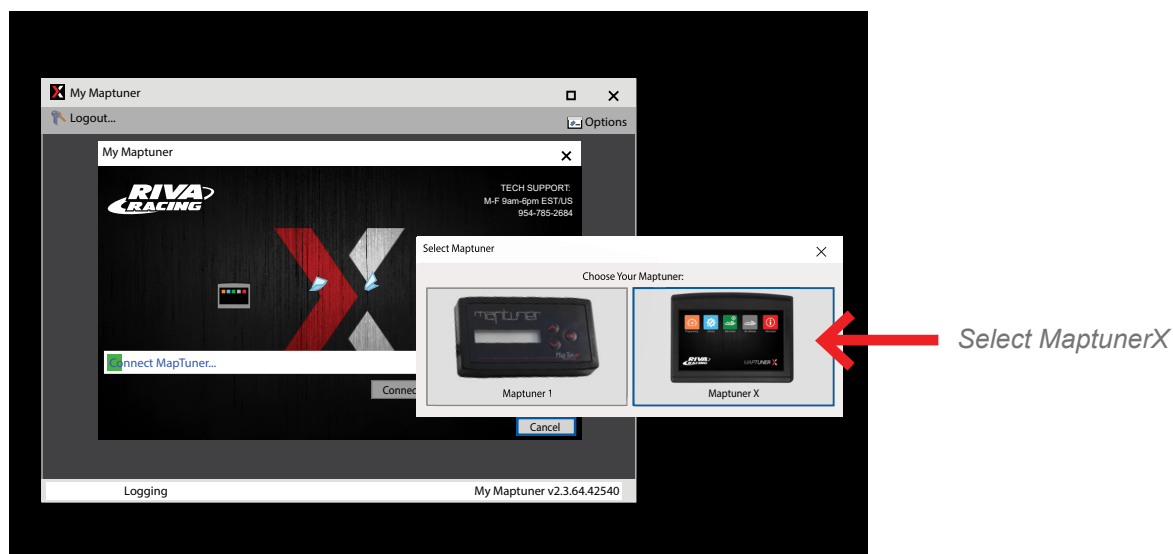 My Maptuner
Logout...
Options
My Maptuner
RIVA
RACING
TECH SUPPORT:
M-F 9am-6pm EST/US
954-785-2684
Select Maptuner
Choose Your Maptuner:
maptuner
RIVA
RACING
MAPTUNER X
Maptuner 1
Maptuner X
Select MaptunerX
Connect MapTuner...
Connec
Cancel
Logging
My Maptuner v2.3.64.42540